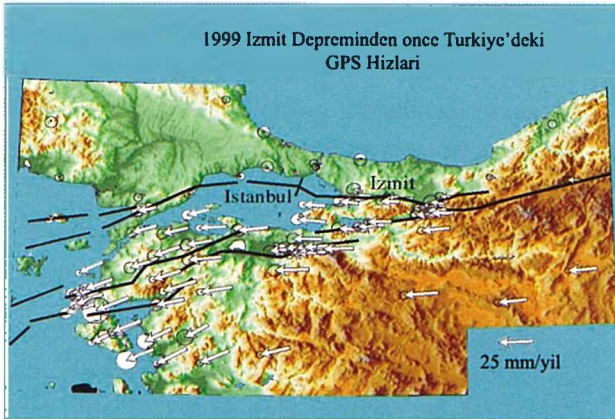 1999 Izmit Depreminden once Turkiye'deki
GPS Hizlari
Istanbul
Izmit
25 mm/yil